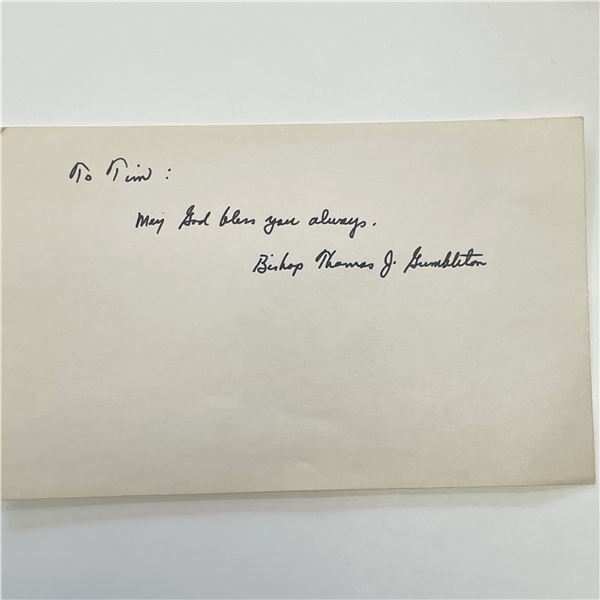 To Tim:
May God bless you always.
Bishop Thomas J. Gumbleton